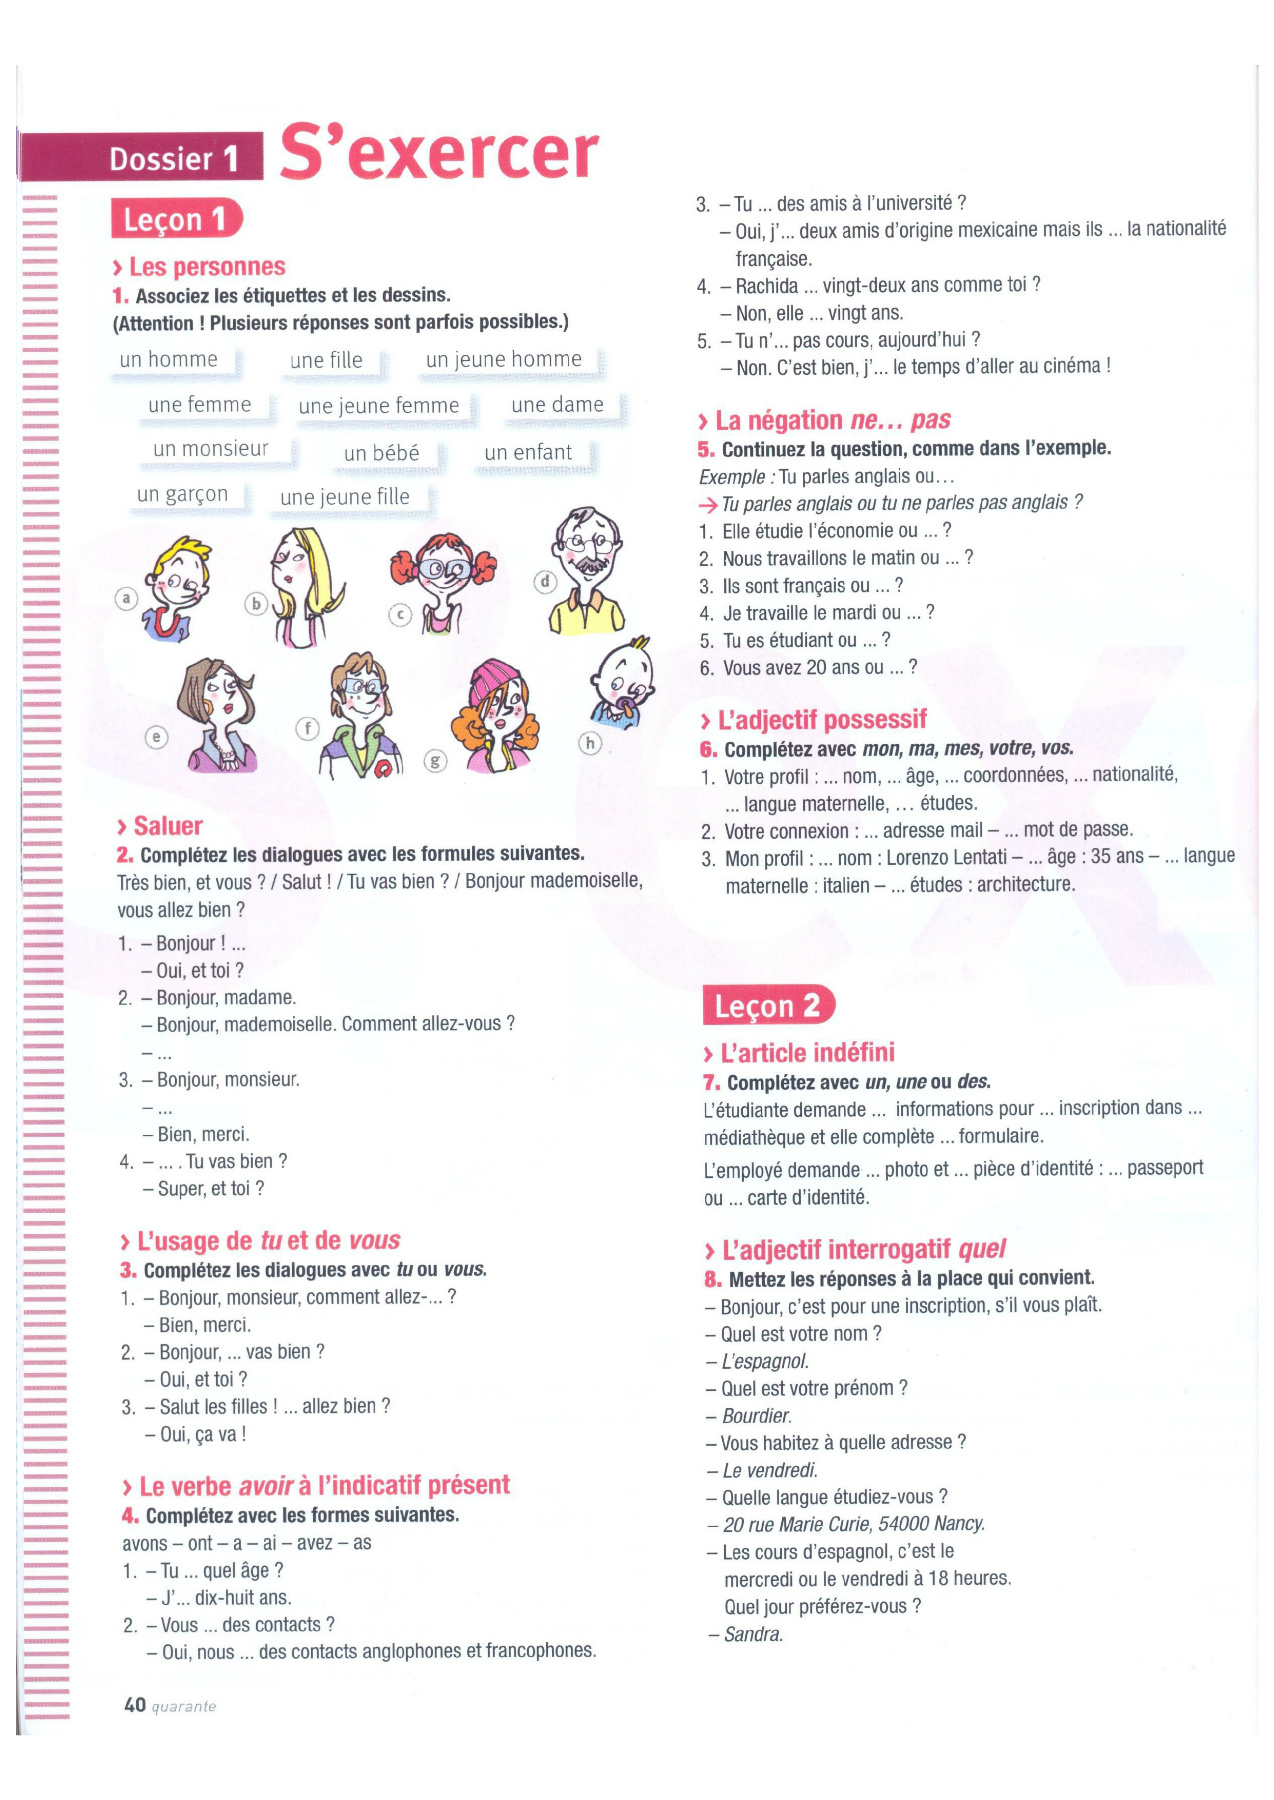 Dossier 1 S'exercer
Leçon 1
› Les personnes
1. Associez les étiquettes et les dessins.
(Attention ! Plusieurs réponses sont parfois possibles.)
un homme une fille un jeune homme
une femme une jeune femme une dame
un monsieur un bébé un enfant
un garçon une jeune fille
a b c d
e f g h
› Saluer
2. Complétez les dialogues avec les formules suivantes.
Très bien, et vous ? / Salut ! / Tu vas bien ? / Bonjour mademoiselle,
vous allez bien ?
1. – Bonjour ! ...
– Oui, et toi ?
2. – Bonjour, madame.
– Bonjour, mademoiselle. Comment allez-vous ?
– ...
3. – Bonjour, monsieur.
– ...
– Bien, merci.
4. – ... . Tu vas bien ?
– Super, et toi ?
› L'usage de tu et de vous
3. Complétez les dialogues avec tu ou vous.
1. – Bonjour, monsieur, comment allez-... ?
– Bien, merci.
2. – Bonjour, ... vas bien ?
– Oui, et toi ?
3. – Salut les filles ! ... allez bien ?
– Oui, ça va !
› Le verbe avoir à l'indicatif présent
4. Complétez avec les formes suivantes.
avons – ont – a – ai – avez – as
1. – Tu ... quel âge ?
– J'... dix-huit ans.
2. – Vous ... des contacts ?
– Oui, nous ... des contacts anglophones et francophones.
40 quarante
3. – Tu ... des amis à l'université ?
– Oui, j'... deux amis d'origine mexicaine mais ils ... la nationalité
française.
4. – Rachida ... vingt-deux ans comme toi ?
– Non, elle ... vingt ans.
5. – Tu n'... pas cours, aujourd'hui ?
– Non. C'est bien, j'... le temps d'aller au cinéma !
› La négation ne... pas
5. Continuez la question, comme dans l'exemple.
Exemple : Tu parles anglais ou...
→ Tu parles anglais ou tu ne parles pas anglais ?
1. Elle étudie l'économie ou ... ?
2. Nous travaillons le matin ou ... ?
3. Ils sont français ou ... ?
4. Je travaille le mardi ou ... ?
5. Tu es étudiant ou ... ?
6. Vous avez 20 ans ou ... ?
› L'adjectif possessif
6. Complétez avec mon, ma, mes, votre, vos.
1. Votre profil : ... nom, ... âge, ... coordonnées, ... nationalité,
... langue maternelle, ... études.
2. Votre connexion : ... adresse mail – ... mot de passe.
3. Mon profil : ... nom : Lorenzo Lentati – ... âge : 35 ans – ... langue
maternelle : italien – ... études : architecture.
Leçon 2
› L'article indéfini
7. Complétez avec un, une ou des.
L'étudiante demande ... informations pour ... inscription dans ...
médiathèque et elle complète ... formulaire.
L'employé demande ... photo et ... pièce d'identité : ... passeport
ou ... carte d'identité.
› L'adjectif interrogatif quel
8. Mettez les réponses à la place qui convient.
– Bonjour, c'est pour une inscription, s'il vous plaît.
– Quel est votre nom ?
– L'espagnol.
– Quel est votre prénom ?
– Bourdier.
– Vous habitez à quelle adresse ?
– Le vendredi.
– Quelle langue étudiez-vous ?
– 20 rue Marie Curie, 54000 Nancy.
– Les cours d'espagnol, c'est le
mercredi ou le vendredi à 18 heures.
Quel jour préférez-vous ?
– Sandra.